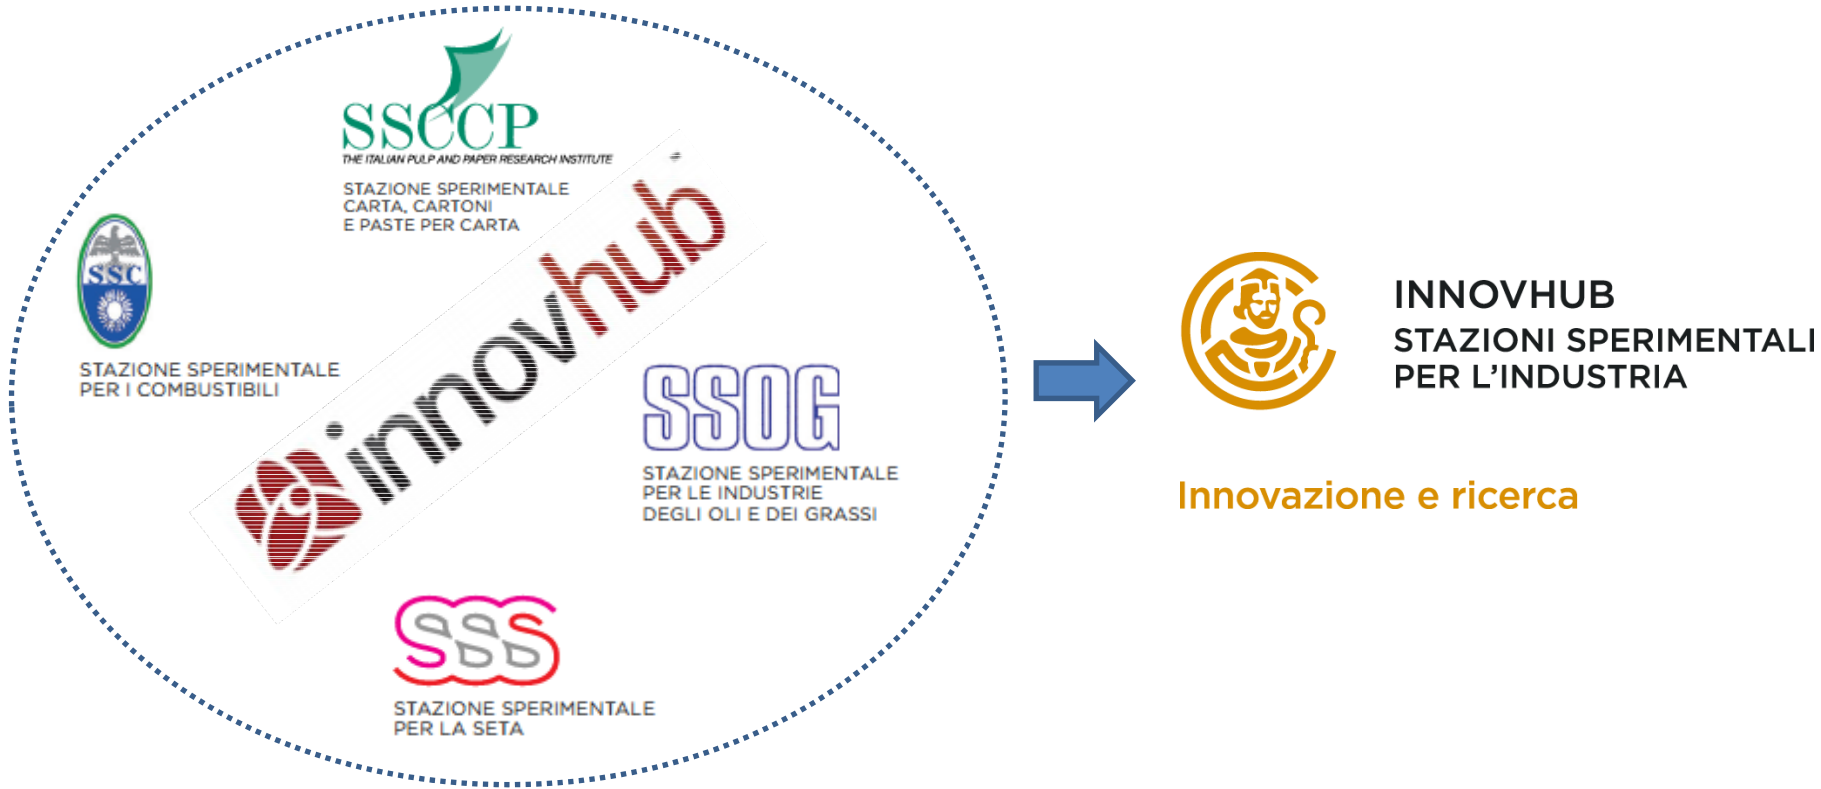 SSCCP
THE ITALIAN PULP AND PAPER RESEARCH INSTITUTE
STAZIONE SPERIMENTALE
CARTA, CARTONI
E PASTE PER CARTA
SSC
STAZIONE SPERIMENTALE
PER I COMBUSTIBILI
innovhub
SSOG
STAZIONE SPERIMENTALE
PER LE INDUSTRIE
DEGLI OLI E DEI GRASSI
SSS
STAZIONE SPERIMENTALE
PER LA SETA
INNOVHUB
STAZIONI SPERIMENTALI
PER L’INDUSTRIA
Innovazione e ricerca